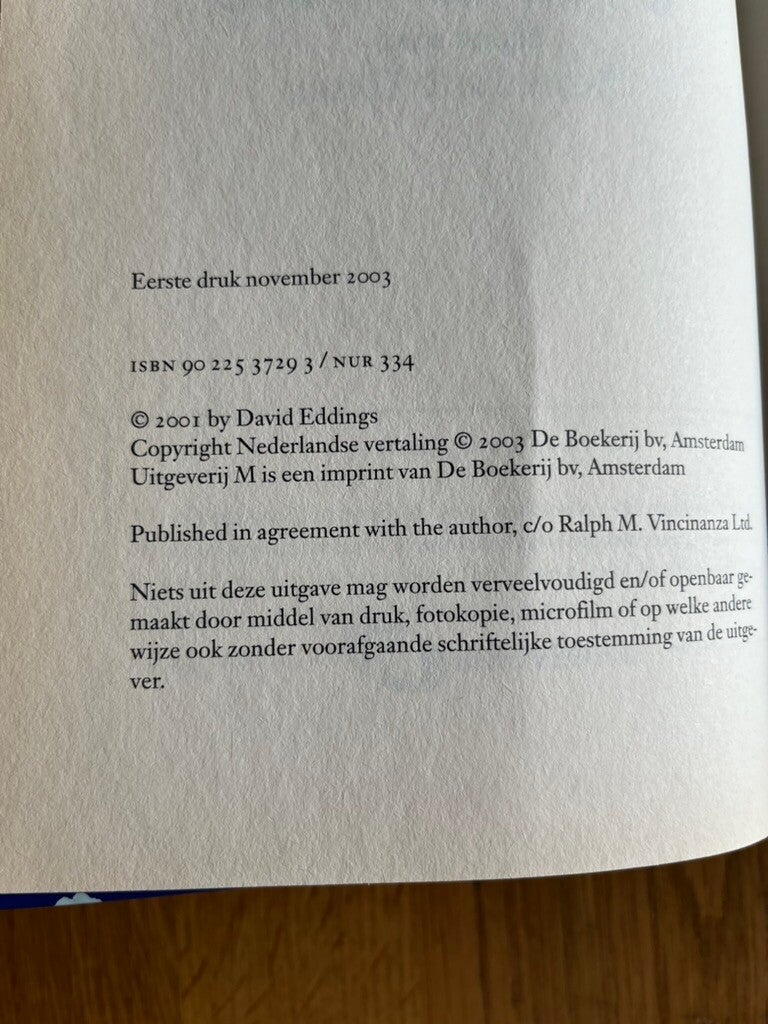 Eerste druk november 2003
ISBN 90 225 3729 3 / NUR 334
© 2001 by David Eddings
Copyright Nederlandse vertaling © 2003 De Boekerij bv, Amsterdam
Uitgeverij M is een imprint van De Boekerij bv, Amsterdam
Published in agreement with the author, c/o Ralph M. Vincinanza Ltd.
Niets uit deze uitgave mag worden verveelvoudigd en/of openbaar ge-
maakt door middel van druk, fotokopie, microfilm of op welke andere
wijze ook zonder voorafgaande schriftelijke toestemming van de uitge-
ver.